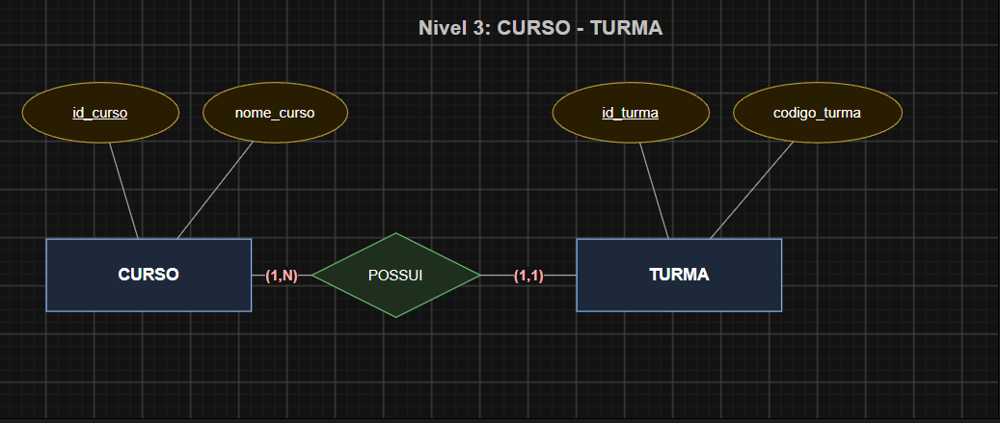 Nivel 3: CURSO - TURMA
id_curso
nome_curso
id_turma
codigo_turma
CURSO
(1,N)
POSSUI
(1,1)
TURMA